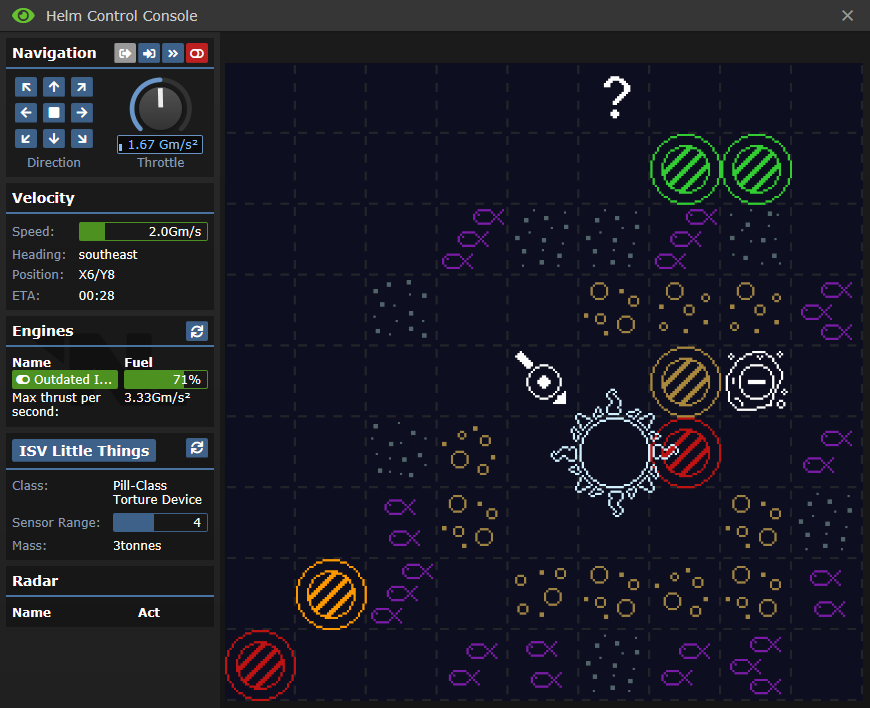 Helm Control Console
Navigation
1.67 Gm/s²
Direction
Throttle
Velocity
Speed: 2.0Gm/s
Heading: southeast
Position: X6/Y8
ETA: 00:28
Engines
Name Fuel
Outdated I... 71%
Max thrust per second: 3.33Gm/s²
ISV Little Things
Class: Pill-Class
Torture Device
Sensor Range: 4
Mass: 3tonnes
Radar
Name Act
?